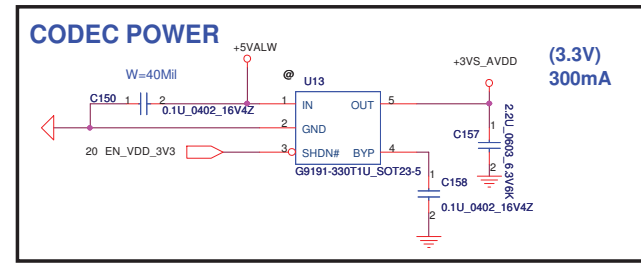 CODEC POWER
+5VALW
+3VS_AVDD
(3.3V)
300mA
W=40Mil
@
U13
C150
1
2
0.1U_0402_16V4Z
1
IN
OUT
5
2
GND
20 EN_VDD_3V3
3
SHDN#
BYP
4
G9191-330T1U_SOT23-5
C157
1
2
2.2U_0603_6.3V6K
C158
1
2
0.1U_0402_16V4Z